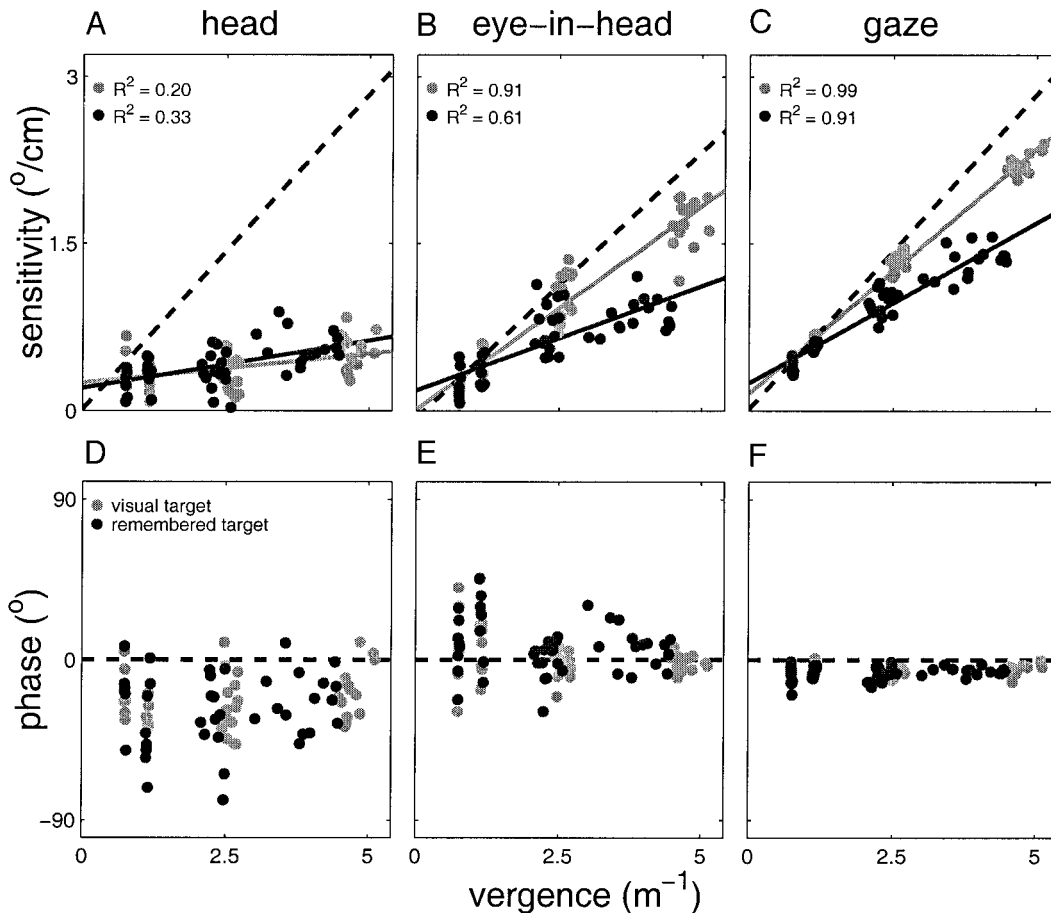 A head
B eye-in-head
C gaze
sensitivity (°/cm)
3
1.5
0
R² = 0.20
R² = 0.33
R² = 0.91
R² = 0.61
R² = 0.99
R² = 0.91
D
E
F
phase (°)
90
0
-90
visual target
remembered target
0 2.5 5
0 2.5 5
0 2.5 5
vergence (m⁻¹)